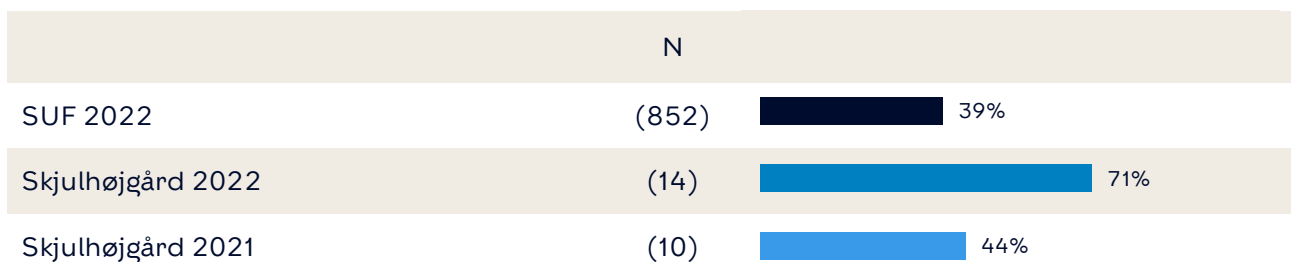 N
SUF 2022 (852) 39%
Skjulhøjgård 2022 (14) 71%
Skjulhøjgård 2021 (10) 44%